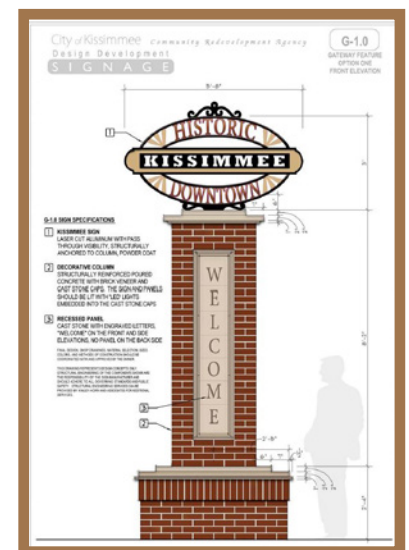 City of Kissimmee Community Redevelopment Agency
Design Development
SIGNAGE
G-1.0
GATEWAY FEATURE
OPTION ONE
FRONT ELEVATION
1
HISTORIC
KISSIMMEE
DOWNTOWN
G-1.0 SIGN SPECIFICATIONS
1 KISSIMMEE SIGN
LASER CUT ALUMINUM WITH PASS
THROUGH VISIBILITY, STRUCTURALLY
ANCHORED TO COLUMN, POWDER COAT
2 DECORATIVE COLUMN
STRUCTURALLY REINFORCED POURED
CONCRETE WITH BRICK VENEER AND
CAST STONE CAPS. THE SIGN AND PANELS
SHOULD BE LIT WITH 'LED' LIGHTS
EMBEDDED INTO THE CAST STONE CAPS
3 RECESSED PANEL
CAST STONE WITH ENGRAVED LETTERS,
"WELCOME" ON THE FRONT AND SIDE
ELEVATIONS, NO PANEL ON THE BACK SIDE
WELCOME
3
2